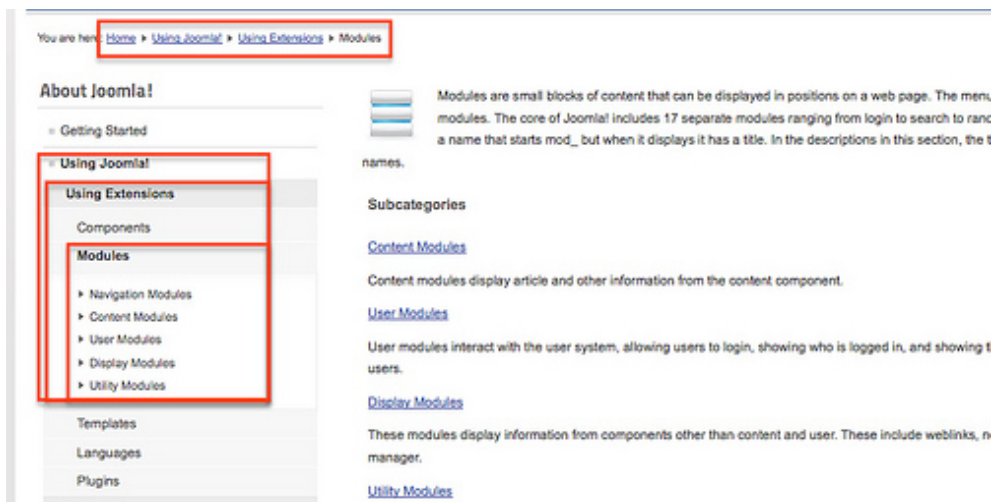 You are here: Home ▸ Using Joomla! ▸ Using Extensions ▸ Modules
About Joomla!
Getting Started
Using Joomla!
Using Extensions
Components
Modules
▸ Navigation Modules
▸ Content Modules
▸ User Modules
▸ Display Modules
▸ Utility Modules
Templates
Languages
Plugins
Modules are small blocks of content that can be displayed in positions on a web page. The menu
modules. The core of Joomla! includes 17 separate modules ranging from login to search to
a name that starts mod_ but when it displays it has a title. In the descriptions in this section, the
names.
Subcategories
Content Modules
Content modules display article and other information from the content component.
User Modules
User modules interact with the user system, allowing users to login, showing who is logged in, and showing
users.
Display Modules
These modules display information from components other than content and user. These include weblinks,
manager.
Utility Modules